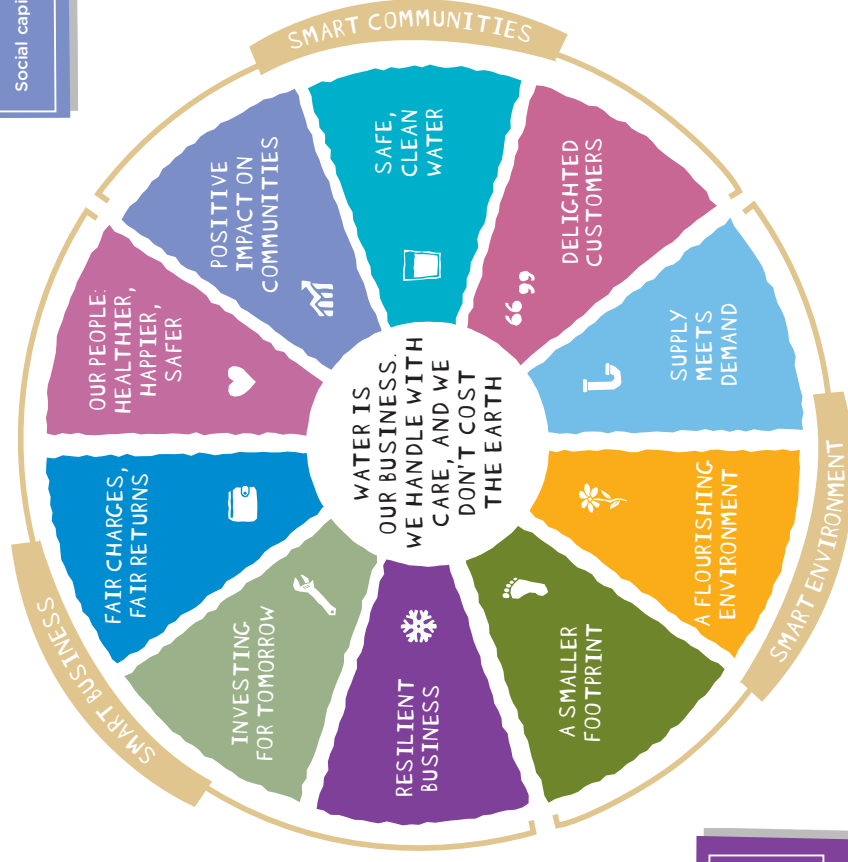 Social capi
SMART COMMUNITIES
POSITIVE
IMPACT ON
COMMUNITIES
SAFE,
CLEAN
WATER
DELIGHTED
CUSTOMERS
“ ”
SUPPLY
MEETS
DEMAND
A FLOURISHING
ENVIRONMENT
SMART ENVIRONMENT
A SMALLER
FOOTPRINT
RESILIENT
BUSINESS
INVESTING
FOR TOMORROW
SMART BUSINESS
FAIR CHARGES,
FAIR RETURNS
OUR PEOPLE:
HEALTHIER,
HAPPIER,
SAFER
WATER IS
OUR BUSINESS.
WE HANDLE WITH
CARE, AND WE
DON'T COST
THE EARTH